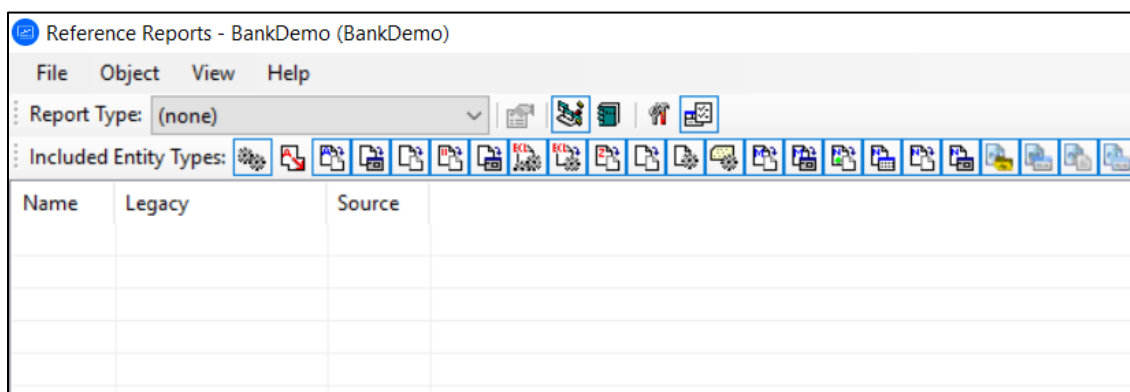 Reference Reports - BankDemo (BankDemo)
File Object View Help
Report Type: (none)
Included Entity Types:
Name Legacy Source